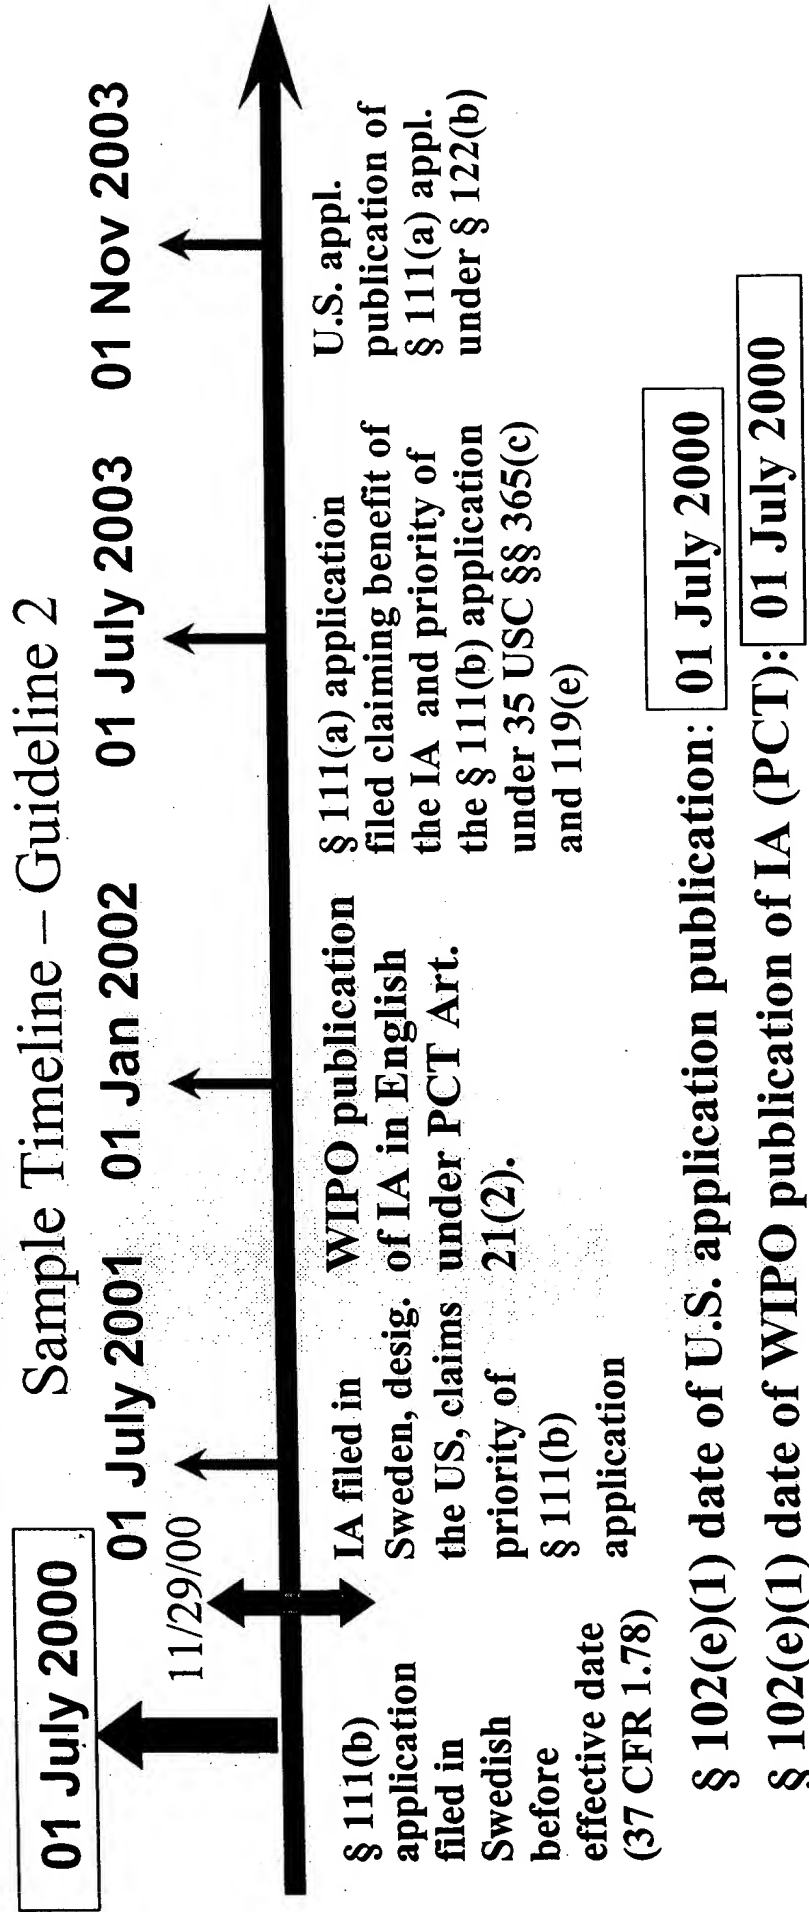 Sample Timeline – Guideline 2
01 July 2000
01 July 2001
01 Jan 2002
01 July 2003
01 Nov 2003
11/29/00
§ 111(b)
application
filed in
Swedish
before
effective date
(37 CFR 1.78)
IA filed in
Sweden, desig.
the US, claims
priority of
§ 111(b)
application
WIPO publication
of IA in English
under PCT Art.
21(2).
§ 111(a) application
filed claiming benefit of
the IA and priority of
the § 111(b) application
under 35 USC §§ 365(c)
and 119(e)
U.S. appl.
publication of
§ 111(a) appl.
under § 122(b)
§ 102(e)(1) date of U.S. application publication: 01 July 2000
§ 102(e)(1) date of WIPO publication of IA (PCT): 01 July 2000